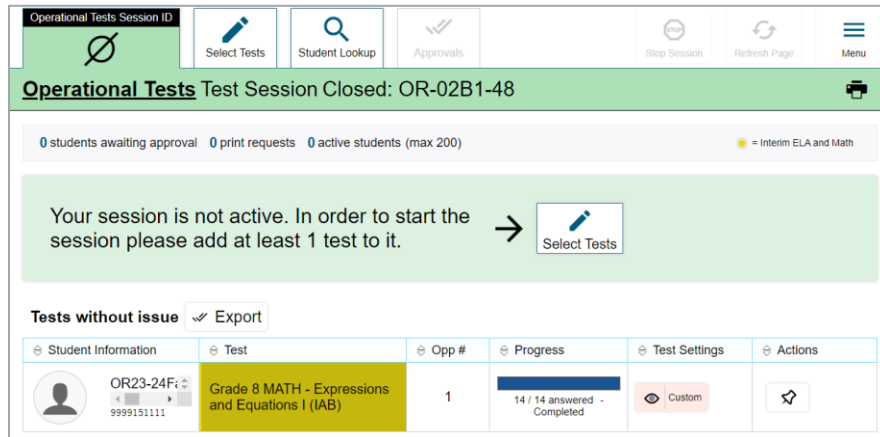 Operational Tests Session ID
Select Tests
Student Lookup
Approvals
STOP
Stop Session
Refresh Page
Menu
Operational Tests Test Session Closed: OR-02B1-48
0 students awaiting approval 0 print requests 0 active students (max 200)
= Interim ELA and Math
Your session is not active. In order to start the
session please add at least 1 test to it.
Select Tests
Tests without issue Export
Student Information Test Opp # Progress Test Settings Actions
OR23-24Fa
9999151111
Grade 8 MATH - Expressions
and Equations I (IAB)
1
14 / 14 answered -
Completed
Custom